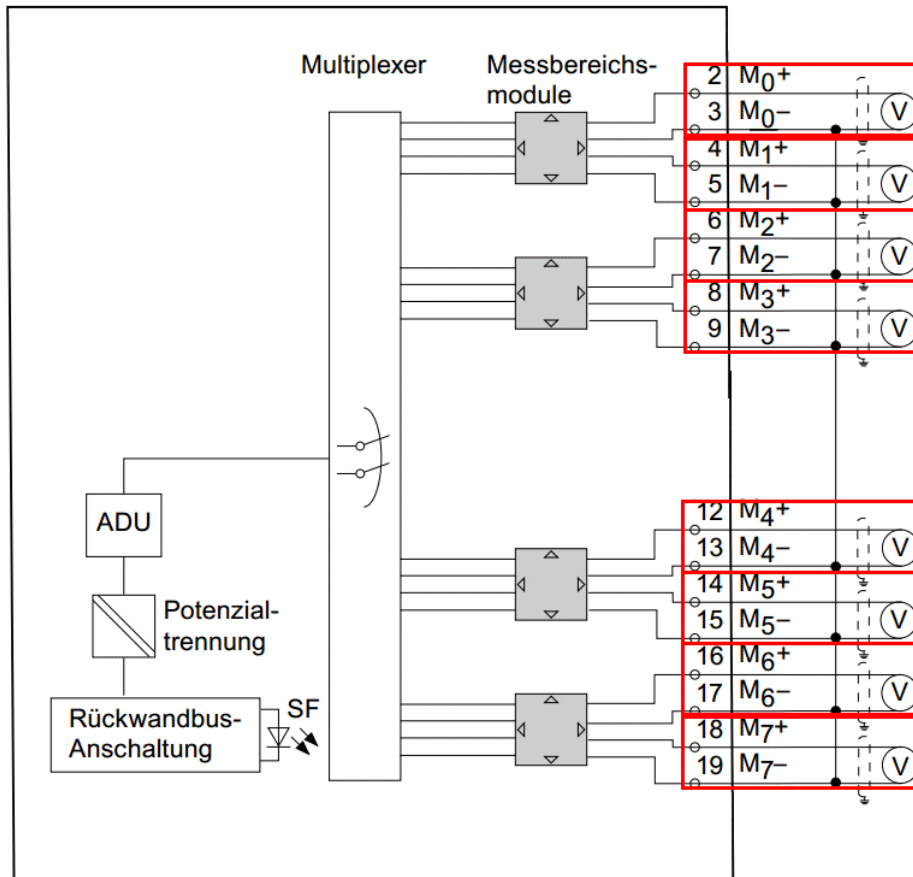 Multiplexer
Messbereichs-
module
2 M0+
3 M0–
V
4 M1+
5 M1–
V
6 M2+
7 M2–
V
8 M3+
9 M3–
V
ADU
Potenzial-
trennung
Rückwandbus-
Anschaltung
SF
12 M4+
13 M4–
V
14 M5+
15 M5–
V
16 M6+
17 M6–
V
18 M7+
19 M7–
V